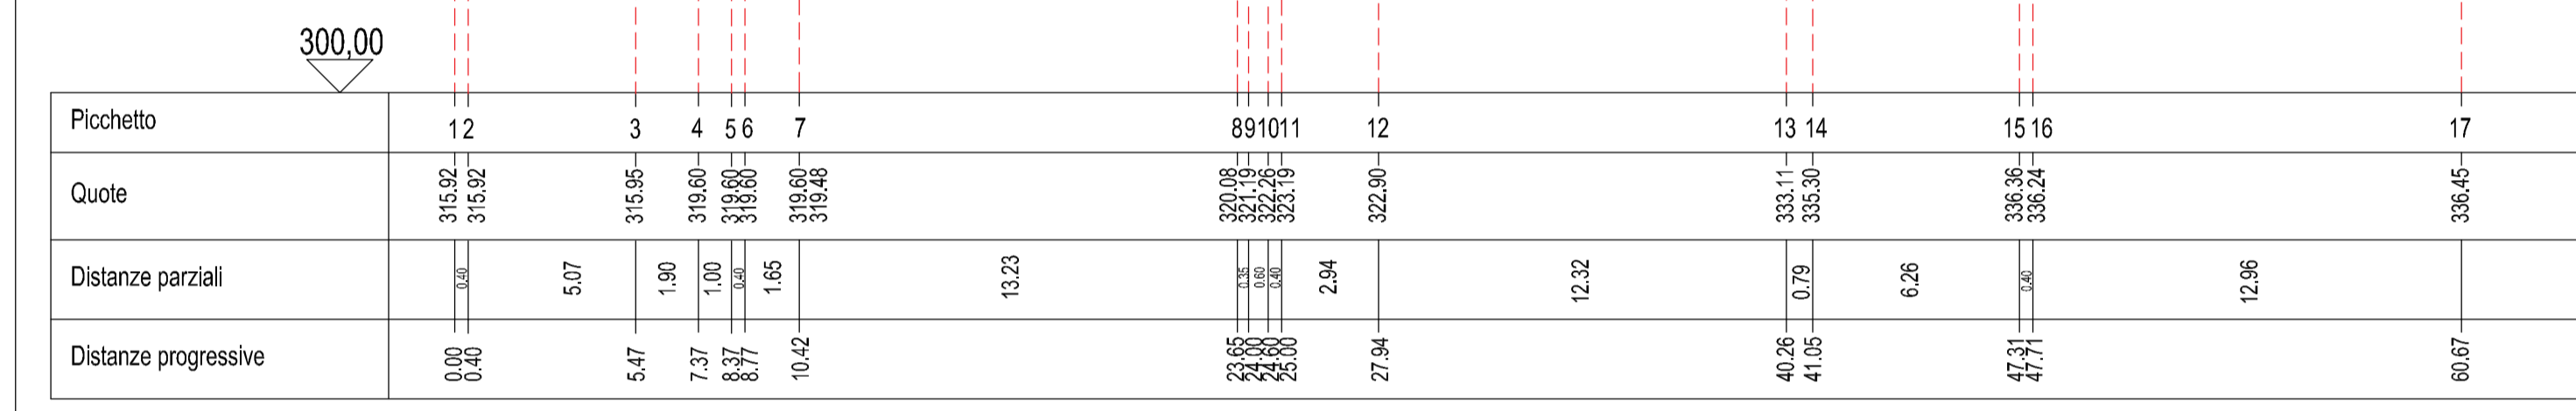 300,00
Picchetto 1 2 3 4 5 6 7 8 9 10 11 12 13 14 15 16 17
Quote 315.92 315.92 315.95 319.60 319.60 319.60 319.60 319.48 320.08 321.19 322.26 323.19 322.90 333.11 335.30 336.36 336.24 336.45
Distanze parziali 0.40 5.07 1.90 1.00 0.40 1.65 13.23 0.35 0.60 0.40 2.94 12.32 0.79 6.26 0.40 12.96
Distanze progressive 0.00 0.40 5.47 7.37 8.37 8.77 10.42 23.65 24.00 24.60 25.00 27.94 40.26 41.05 47.31 47.71 60.67